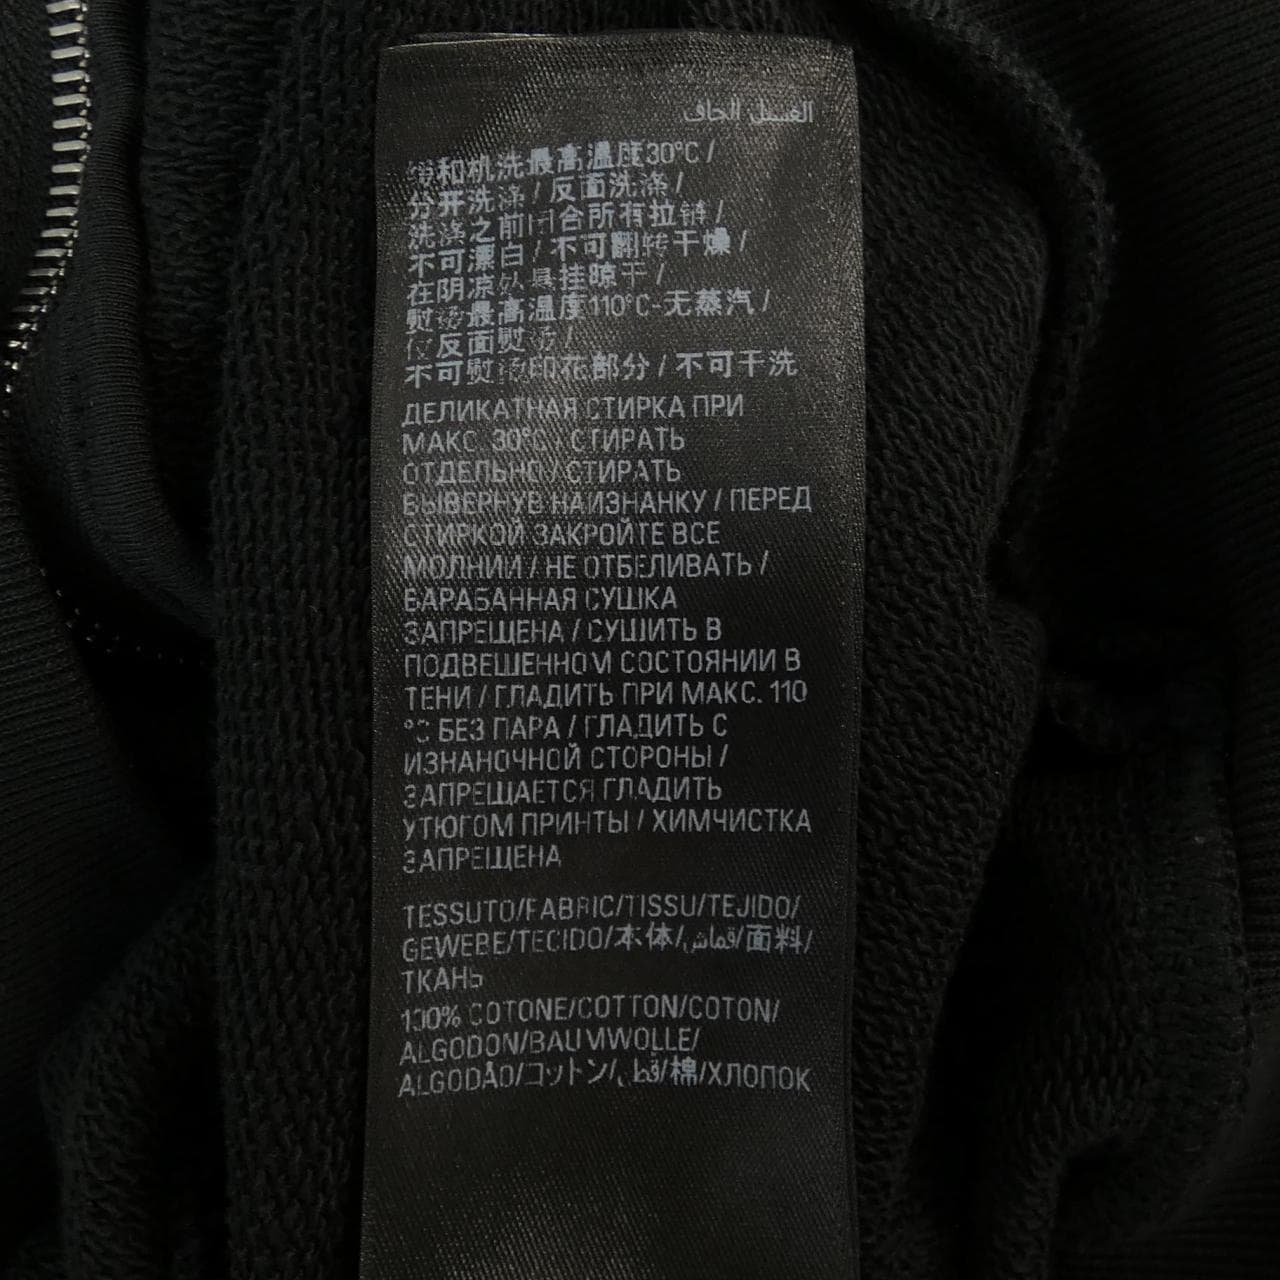 الغسيل الجاف
缓和机洗最高温度30°C /
分开洗涤 / 反面洗涤 /
洗涤之前闭合所有拉链 /
不可漂白 / 不可翻转干燥 /
在阴凉处悬挂晾干 /
熨烫最高温度110°C-无蒸汽 /
仅反面熨烫 /
不可熨烫印花部分 / 不可干洗
ДЕЛИКАТНАЯ СТИРКА ПРИ
МАКС. 30°C / СТИРАТЬ
ОТДЕЛЬНО / СТИРАТЬ
ВЫВЕРНУВ НАИЗНАНКУ / ПЕРЕД
СТИРКОЙ ЗАКРОЙТЕ ВСЕ
МОЛНИИ / НЕ ОТБЕЛИВАТЬ /
БАРАБАННАЯ СУШКА
ЗАПРЕЩЕНА / СУШИТЬ В
ПОДВЕШЕННОМ СОСТОЯНИИ В
ТЕНИ / ГЛАДИТЬ ПРИ МАКС. 110
°C БЕЗ ПАРА / ГЛАДИТЬ С
ИЗНАНОЧНОЙ СТОРОНЫ /
ЗАПРЕЩАЕТСЯ ГЛАДИТЬ
УТЮГОМ ПРИНТЫ / ХИМЧИСТКА
ЗАПРЕЩЕНА
TESSUTO/FABRIC/TISSU/TEJIDO/
GEWEBE/TECIDO/本体/قماش/面料/
ТКАНЬ
100% COTONE/COTTON/COTON/
ALGODON/BAUMWOLLE/
ALGODÃO/コットン/قطن/棉/ХЛОПОК